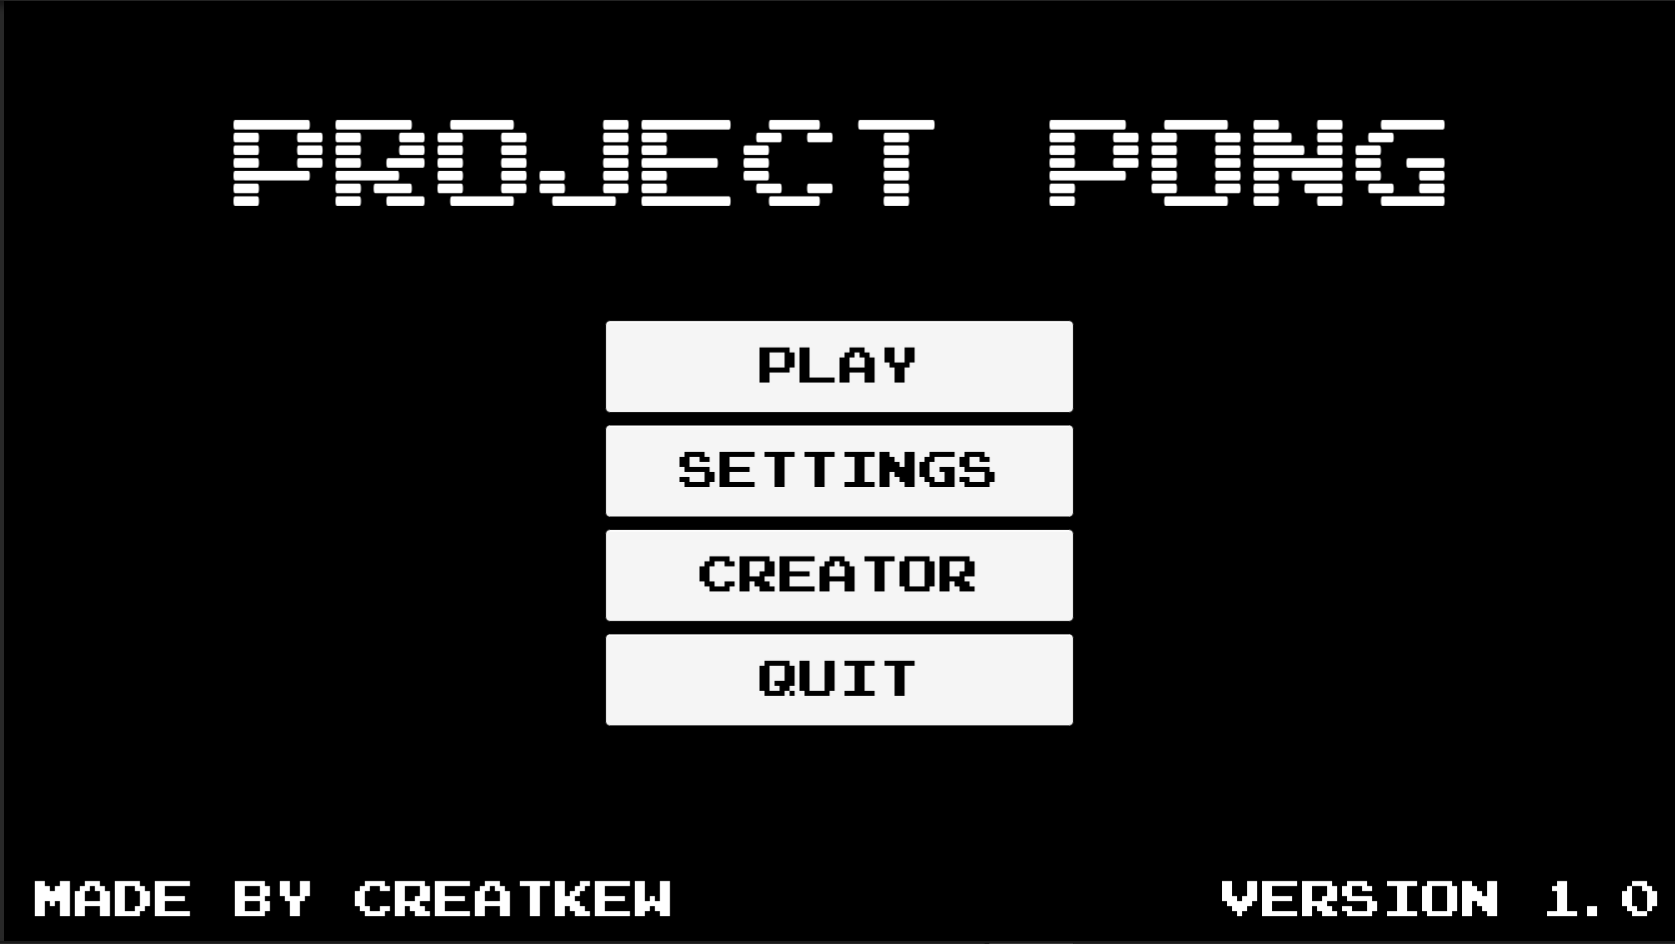 PROJECT PONG
PLAY
SETTINGS
CREATOR
QUIT
MADE BY CREATKEW
VERSION 1.0